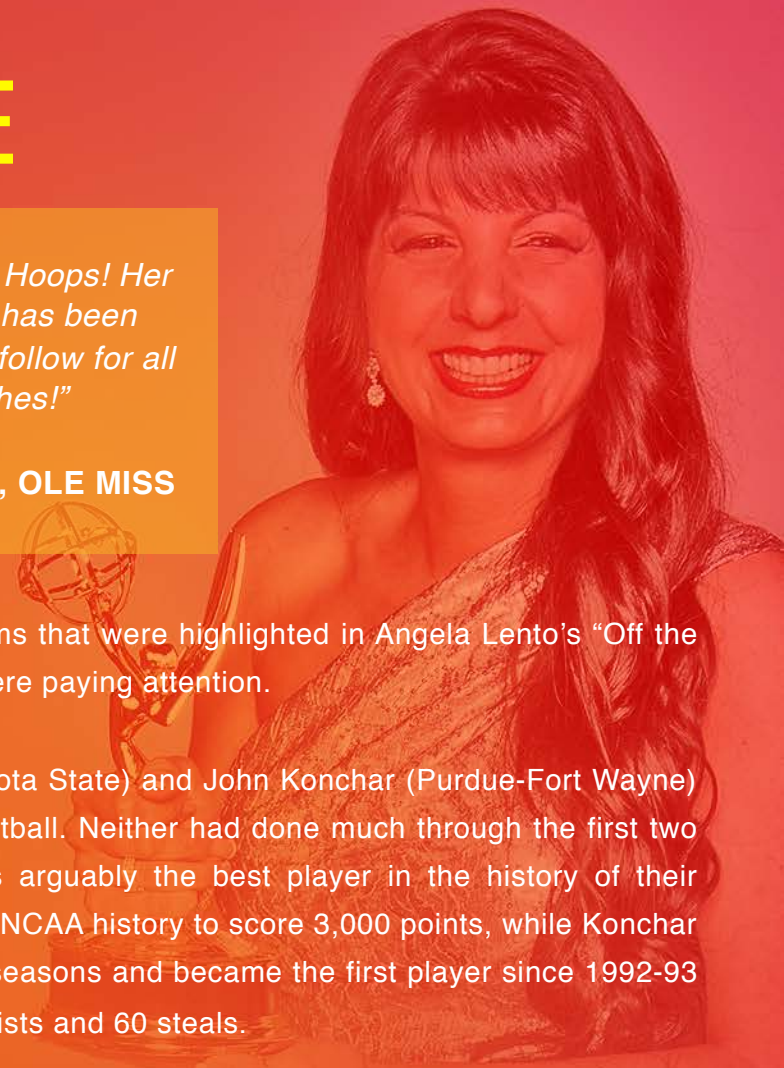 E
Hoops! Her
has been
follow for all
hes!”
, OLE MISS
ms that were highlighted in Angela Lento’s “Off the
ere paying attention.
ota State) and John Konchar (Purdue-Fort Wayne)
tball. Neither had done much through the first two
s arguably the best player in the history of their
NCAA history to score 3,000 points, while Konchar
seasons and became the first player since 1992-93
ists and 60 steals.